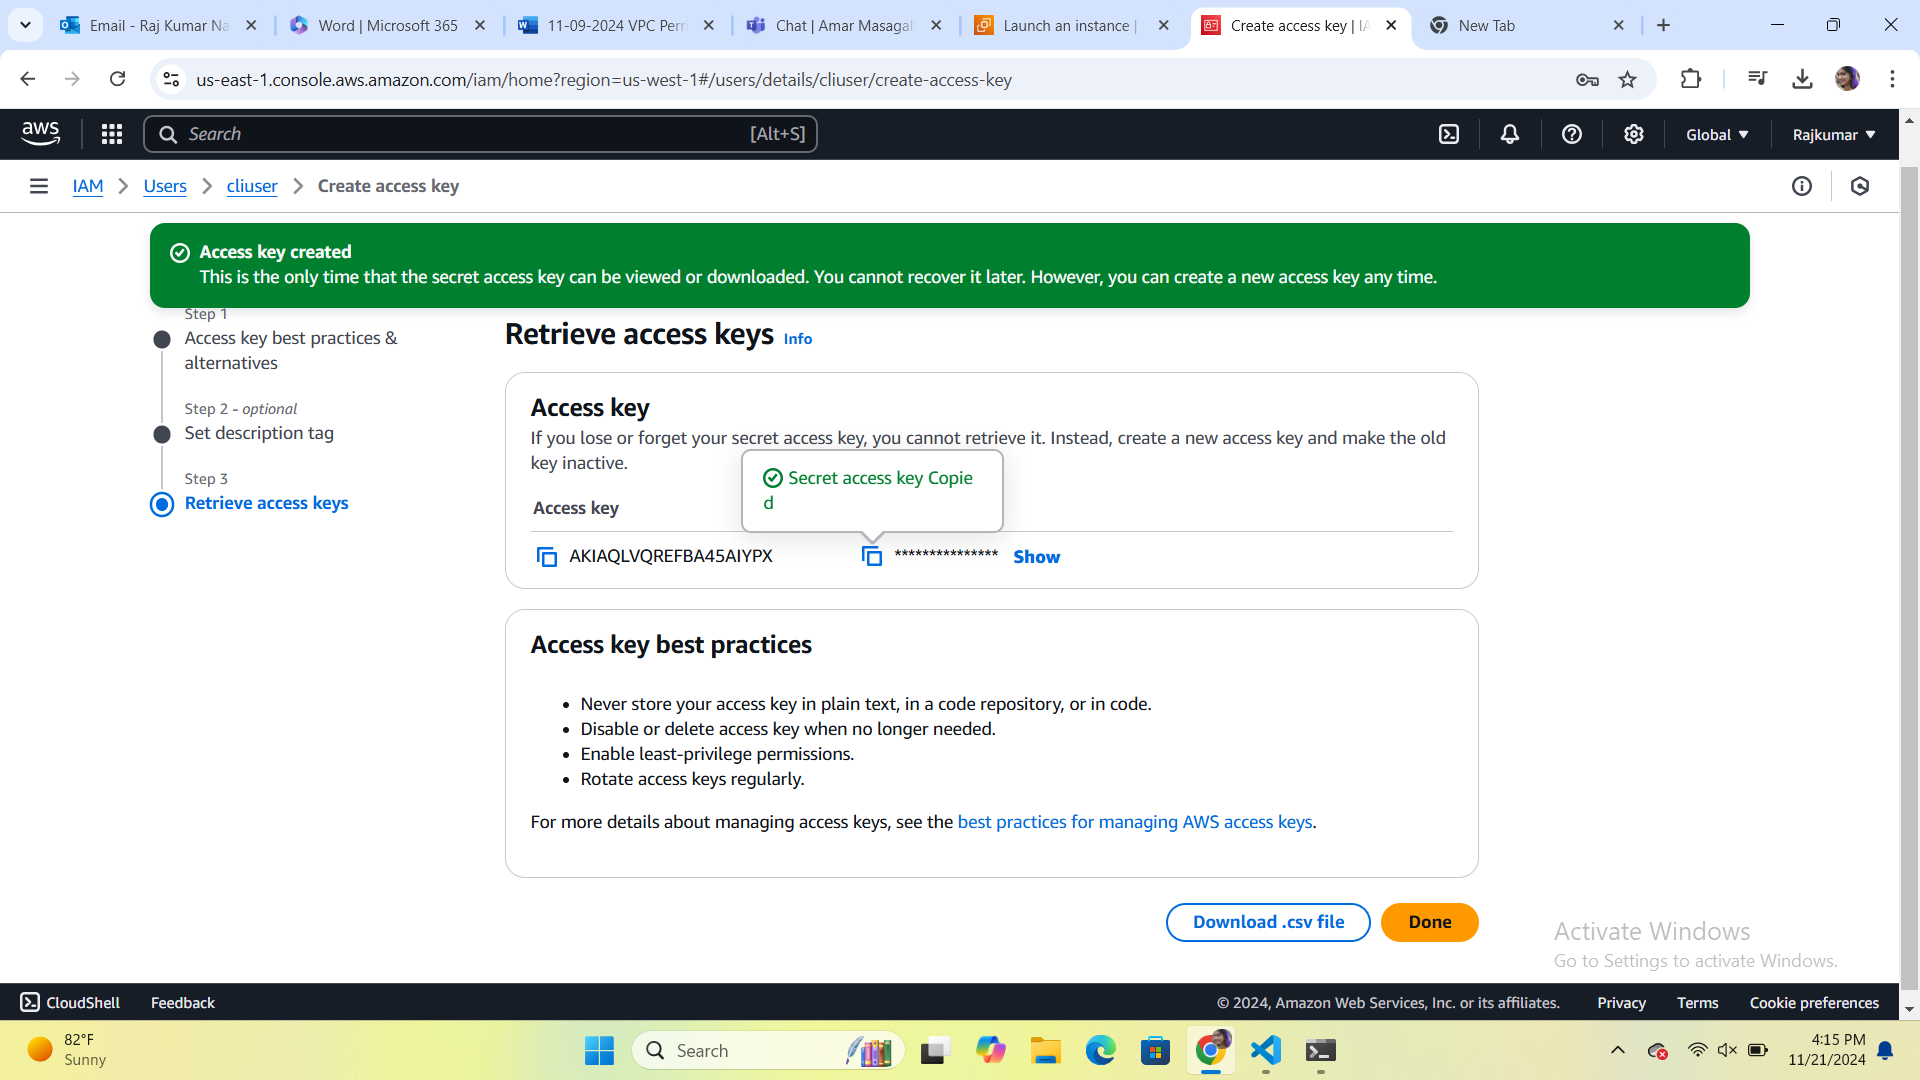 Email - Raj Kumar Na
Word | Microsoft 365
11-09-2024 VPC Perri
Chat | Amar Masagal
Launch an instance |
Create access key | IA
New Tab
us-east-1.console.aws.amazon.com/iam/home?region=us-west-1#/users/details/cliuser/create-access-key
aws
Search
[Alt+S]
Global
Rajkumar
IAM
Users
cliuser
Create access key
Access key created
This is the only time that the secret access key can be viewed or downloaded. You cannot recover it later. However, you can create a new access key any time.
Step 1
Access key best practices &
alternatives
Step 2 - optional
Set description tag
Step 3
Retrieve access keys
Retrieve access keys Info
Access key
If you lose or forget your secret access key, you cannot retrieve it. Instead, create a new access key and make the old
key inactive.
Secret access key Copie
d
Access key
AKIAQLVQREFBA45AIYPX
*************** Show
Access key best practices
• Never store your access key in plain text, in a code repository, or in code.
• Disable or delete access key when no longer needed.
• Enable least-privilege permissions.
• Rotate access keys regularly.
For more details about managing access keys, see the best practices for managing AWS access keys.
Download .csv file
Done
Activate Windows
Go to Settings to activate Windows.
CloudShell
Feedback
© 2024, Amazon Web Services, Inc. or its affiliates.
Privacy
Terms
Cookie preferences
82°F
Sunny
Search
4:15 PM
11/21/2024